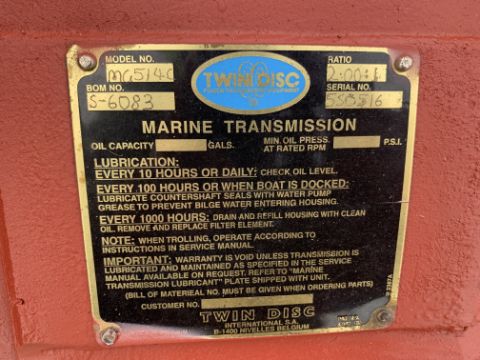 MODEL NO.
MG514C
RATIO
2.00:1
TWIN DISC
BOM NO.
S-6083
SERIAL NO.
MARINE TRANSMISSION
OIL CAPACITY GALS. MIN. OIL PRESS. AT RATED RPM P.S.I.
LUBRICATION:
EVERY 10 HOURS OR DAILY: CHECK OIL LEVEL.
EVERY 100 HOURS OR WHEN BOAT IS DOCKED:
LUBRICATE COUNTERSHAFT SEALS WITH WATER PUMP
GREASE TO PREVENT BILGE WATER ENTERING HOUSING.
EVERY 1000 HOURS: DRAIN AND REFILL HOUSING WITH CLEAN
OIL. REMOVE AND REPLACE FILTER ELEMENT.
NOTE: WHEN TROLLING, OPERATE ACCORDING TO
INSTRUCTIONS IN SERVICE MANUAL.
IMPORTANT: WARRANTY IS VOID UNLESS TRANSMISSION IS
LUBRICATED AND MAINTAINED AS SPECIFIED IN SERVICE
MANUAL AVAILABLE ON REQUEST. REFER TO "MARINE
TRANSMISSION LUBRICANT" PLATE SHIPPED WITH UNIT.
(BILL OF MATERIEAL NO. MUST BE GIVEN WHEN ORDERING PARTS)
CUSTOMER NO.
TWIN DISC
INTERNATIONAL S.A.
B-1400 NIVELLES BELGIUM